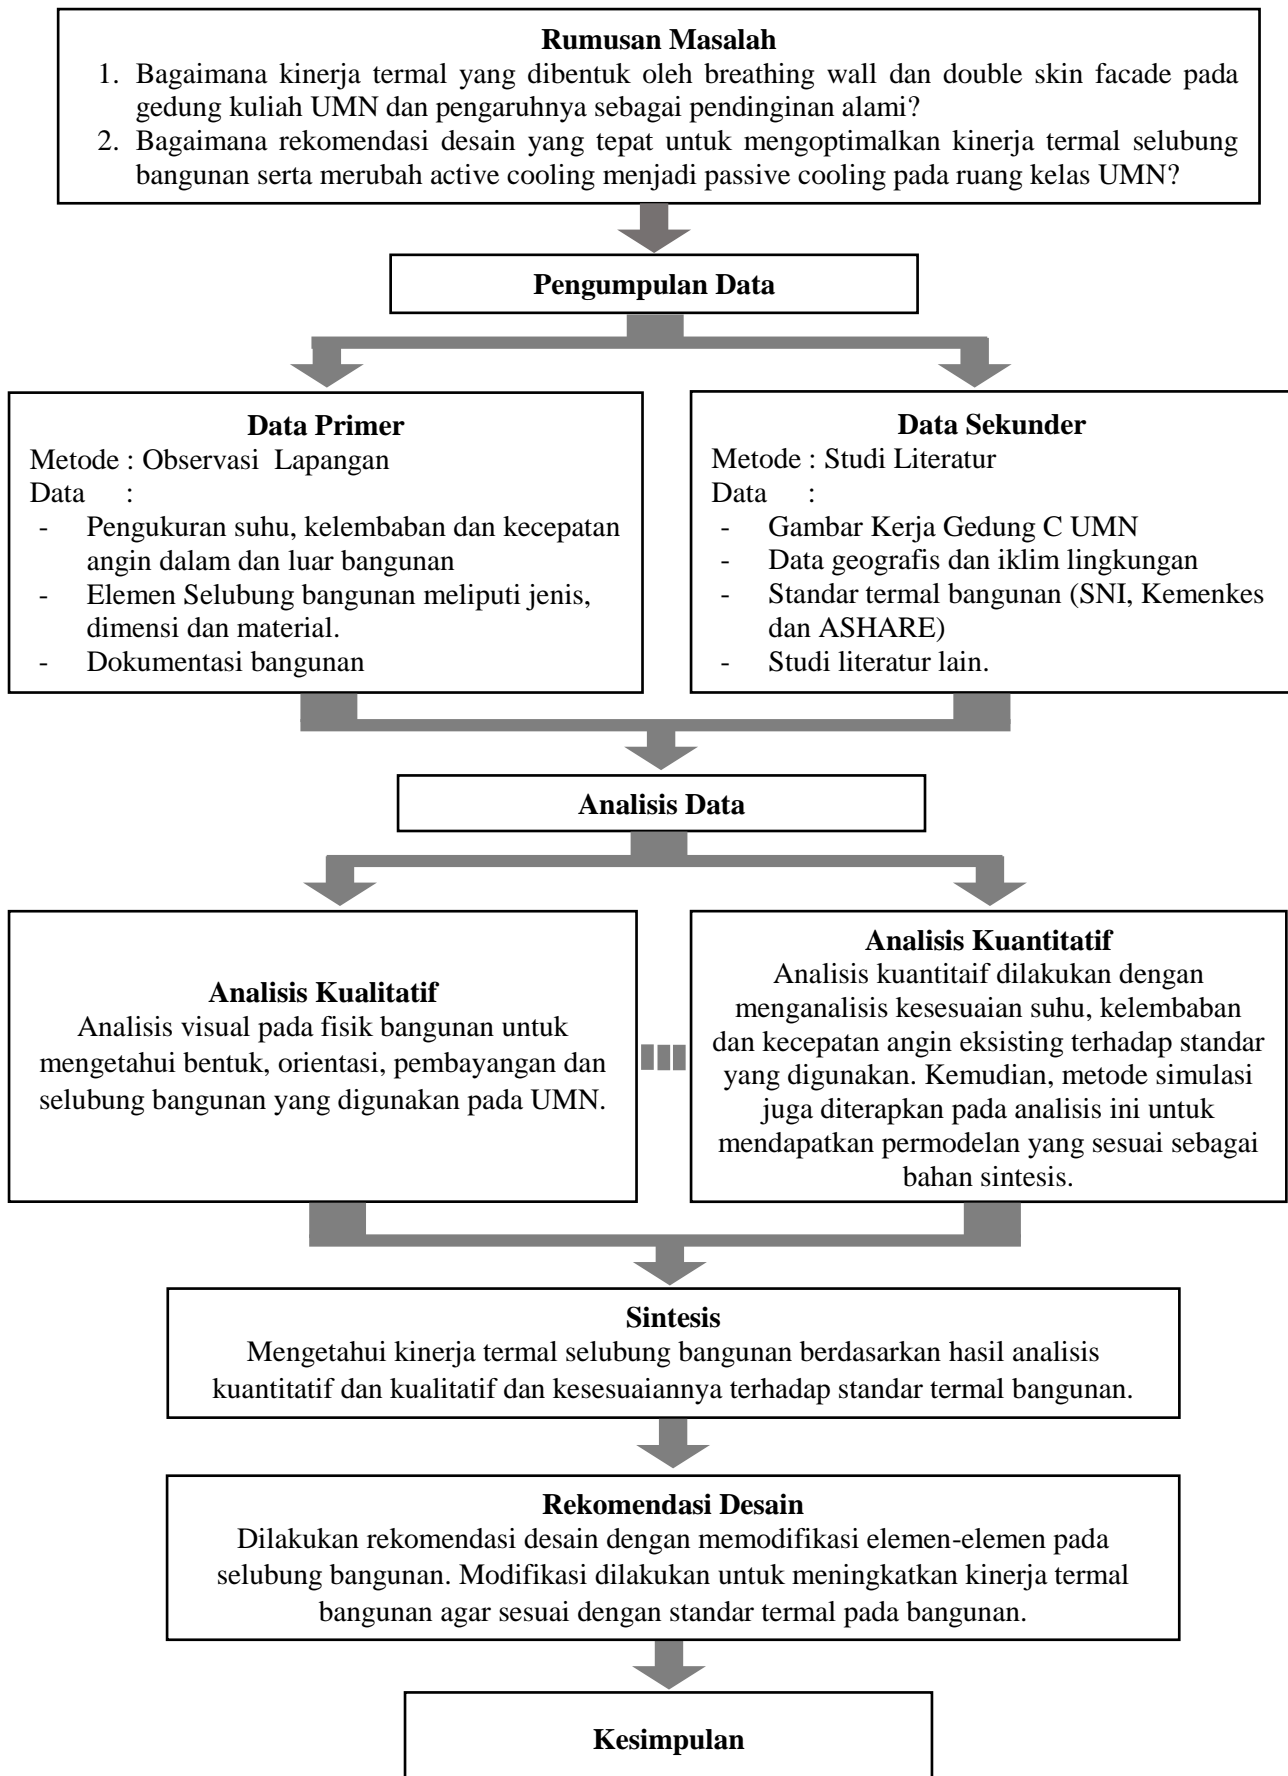 Rumusan Masalah
1. Bagaimana kinerja termal yang dibentuk oleh breathing wall dan double skin facade pada
gedung kuliah UMN dan pengaruhnya sebagai pendinginan alami?
2. Bagaimana rekomendasi desain yang tepat untuk mengoptimalkan kinerja termal selubung
bangunan serta merubah active cooling menjadi passive cooling pada ruang kelas UMN?
Pengumpulan Data
Data Primer
Metode : Observasi Lapangan
Data :
- Pengukuran suhu, kelembaban dan kecepatan
angin dalam dan luar bangunan
- Elemen Selubung bangunan meliputi jenis,
dimensi dan material.
- Dokumentasi bangunan
Data Sekunder
Metode : Studi Literatur
Data :
- Gambar Kerja Gedung C UMN
- Data geografis dan iklim lingkungan
- Standar termal bangunan (SNI, Kemenkes
dan ASHARE)
- Studi literatur lain.
Analisis Data
Analisis Kualitatif
Analisis visual pada fisik bangunan untuk
mengetahui bentuk, orientasi, pembayangan dan
selubung bangunan yang digunakan pada UMN.
Analisis Kuantitatif
Analisis kuantitaif dilakukan dengan
menganalisis kesesuaian suhu, kelembaban
dan kecepatan angin eksisting terhadap standar
yang digunakan. Kemudian, metode simulasi
juga diterapkan pada analisis ini untuk
mendapatkan permodelan yang sesuai sebagai
bahan sintesis.
Sintesis
Mengetahui kinerja termal selubung bangunan berdasarkan hasil analisis
kuantitatif dan kualitatif dan kesesuaiannya terhadap standar termal bangunan.
Rekomendasi Desain
Dilakukan rekomendasi desain dengan memodifikasi elemen-elemen pada
selubung bangunan. Modifikasi dilakukan untuk meningkatkan kinerja termal
bangunan agar sesuai dengan standar termal pada bangunan.
Kesimpulan